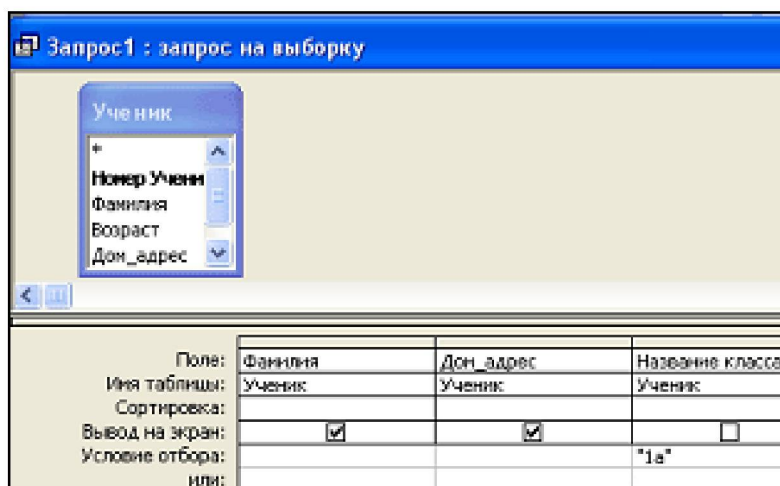 Запрос1 : запрос на выборку
Ученик
*
Номер Учени
Фамилия
Возраст
Дом_адрес
Поле: Фамилия Дом_адрес Название класса
Имя таблицы: Ученик Ученик Ученик
Сортировка:
Вывод на экран:
Условие отбора: "1а"
или: